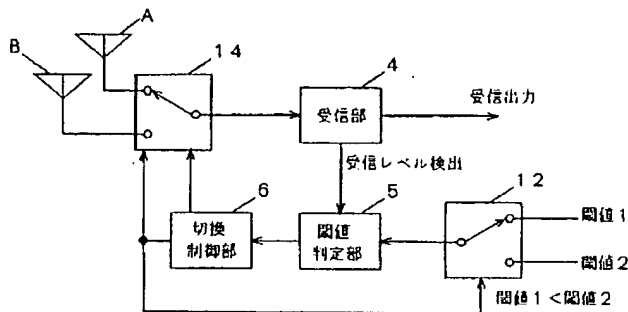 A
B
14
4
受信部
受信出力
受信レベル検出
6
5
12
切換
制御部
閾値
判定部
閾値1
閾値2
閾値1<閾値2